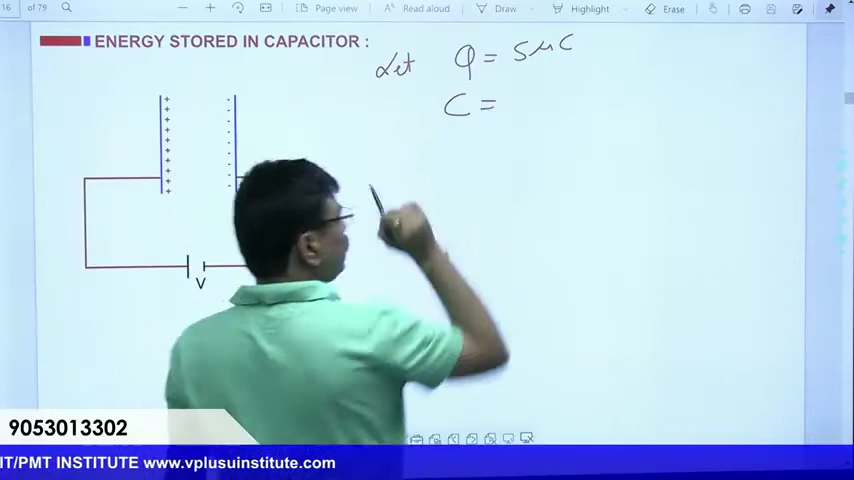 16 of 79 Page view Read aloud Draw Highlight Erase
ENERGY STORED IN CAPACITOR :
Let Q = 5μC
C =
V
9053013302
IT/PMT INSTITUTE www.vplusuinstitute.com